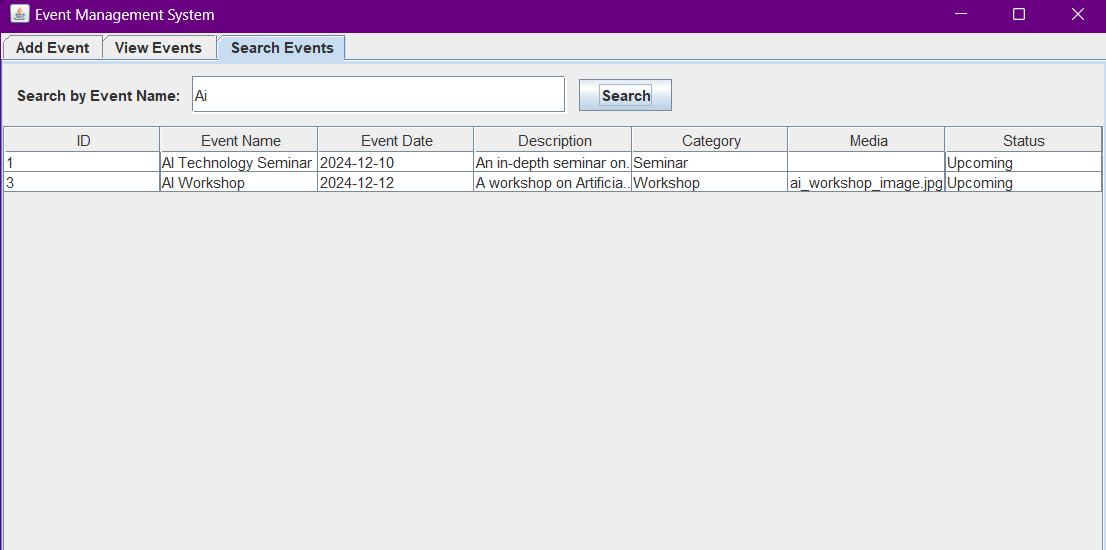 Event Management System
Add Event View Events Search Events
Search by Event Name: Ai Search
ID Event Name Event Date Description Category Media Status
1 AI Technology Seminar 2024-12-10 An in-depth seminar on... Seminar Upcoming
3 AI Workshop 2024-12-12 A workshop on Artificia... Workshop ai_workshop_image.jpg Upcoming